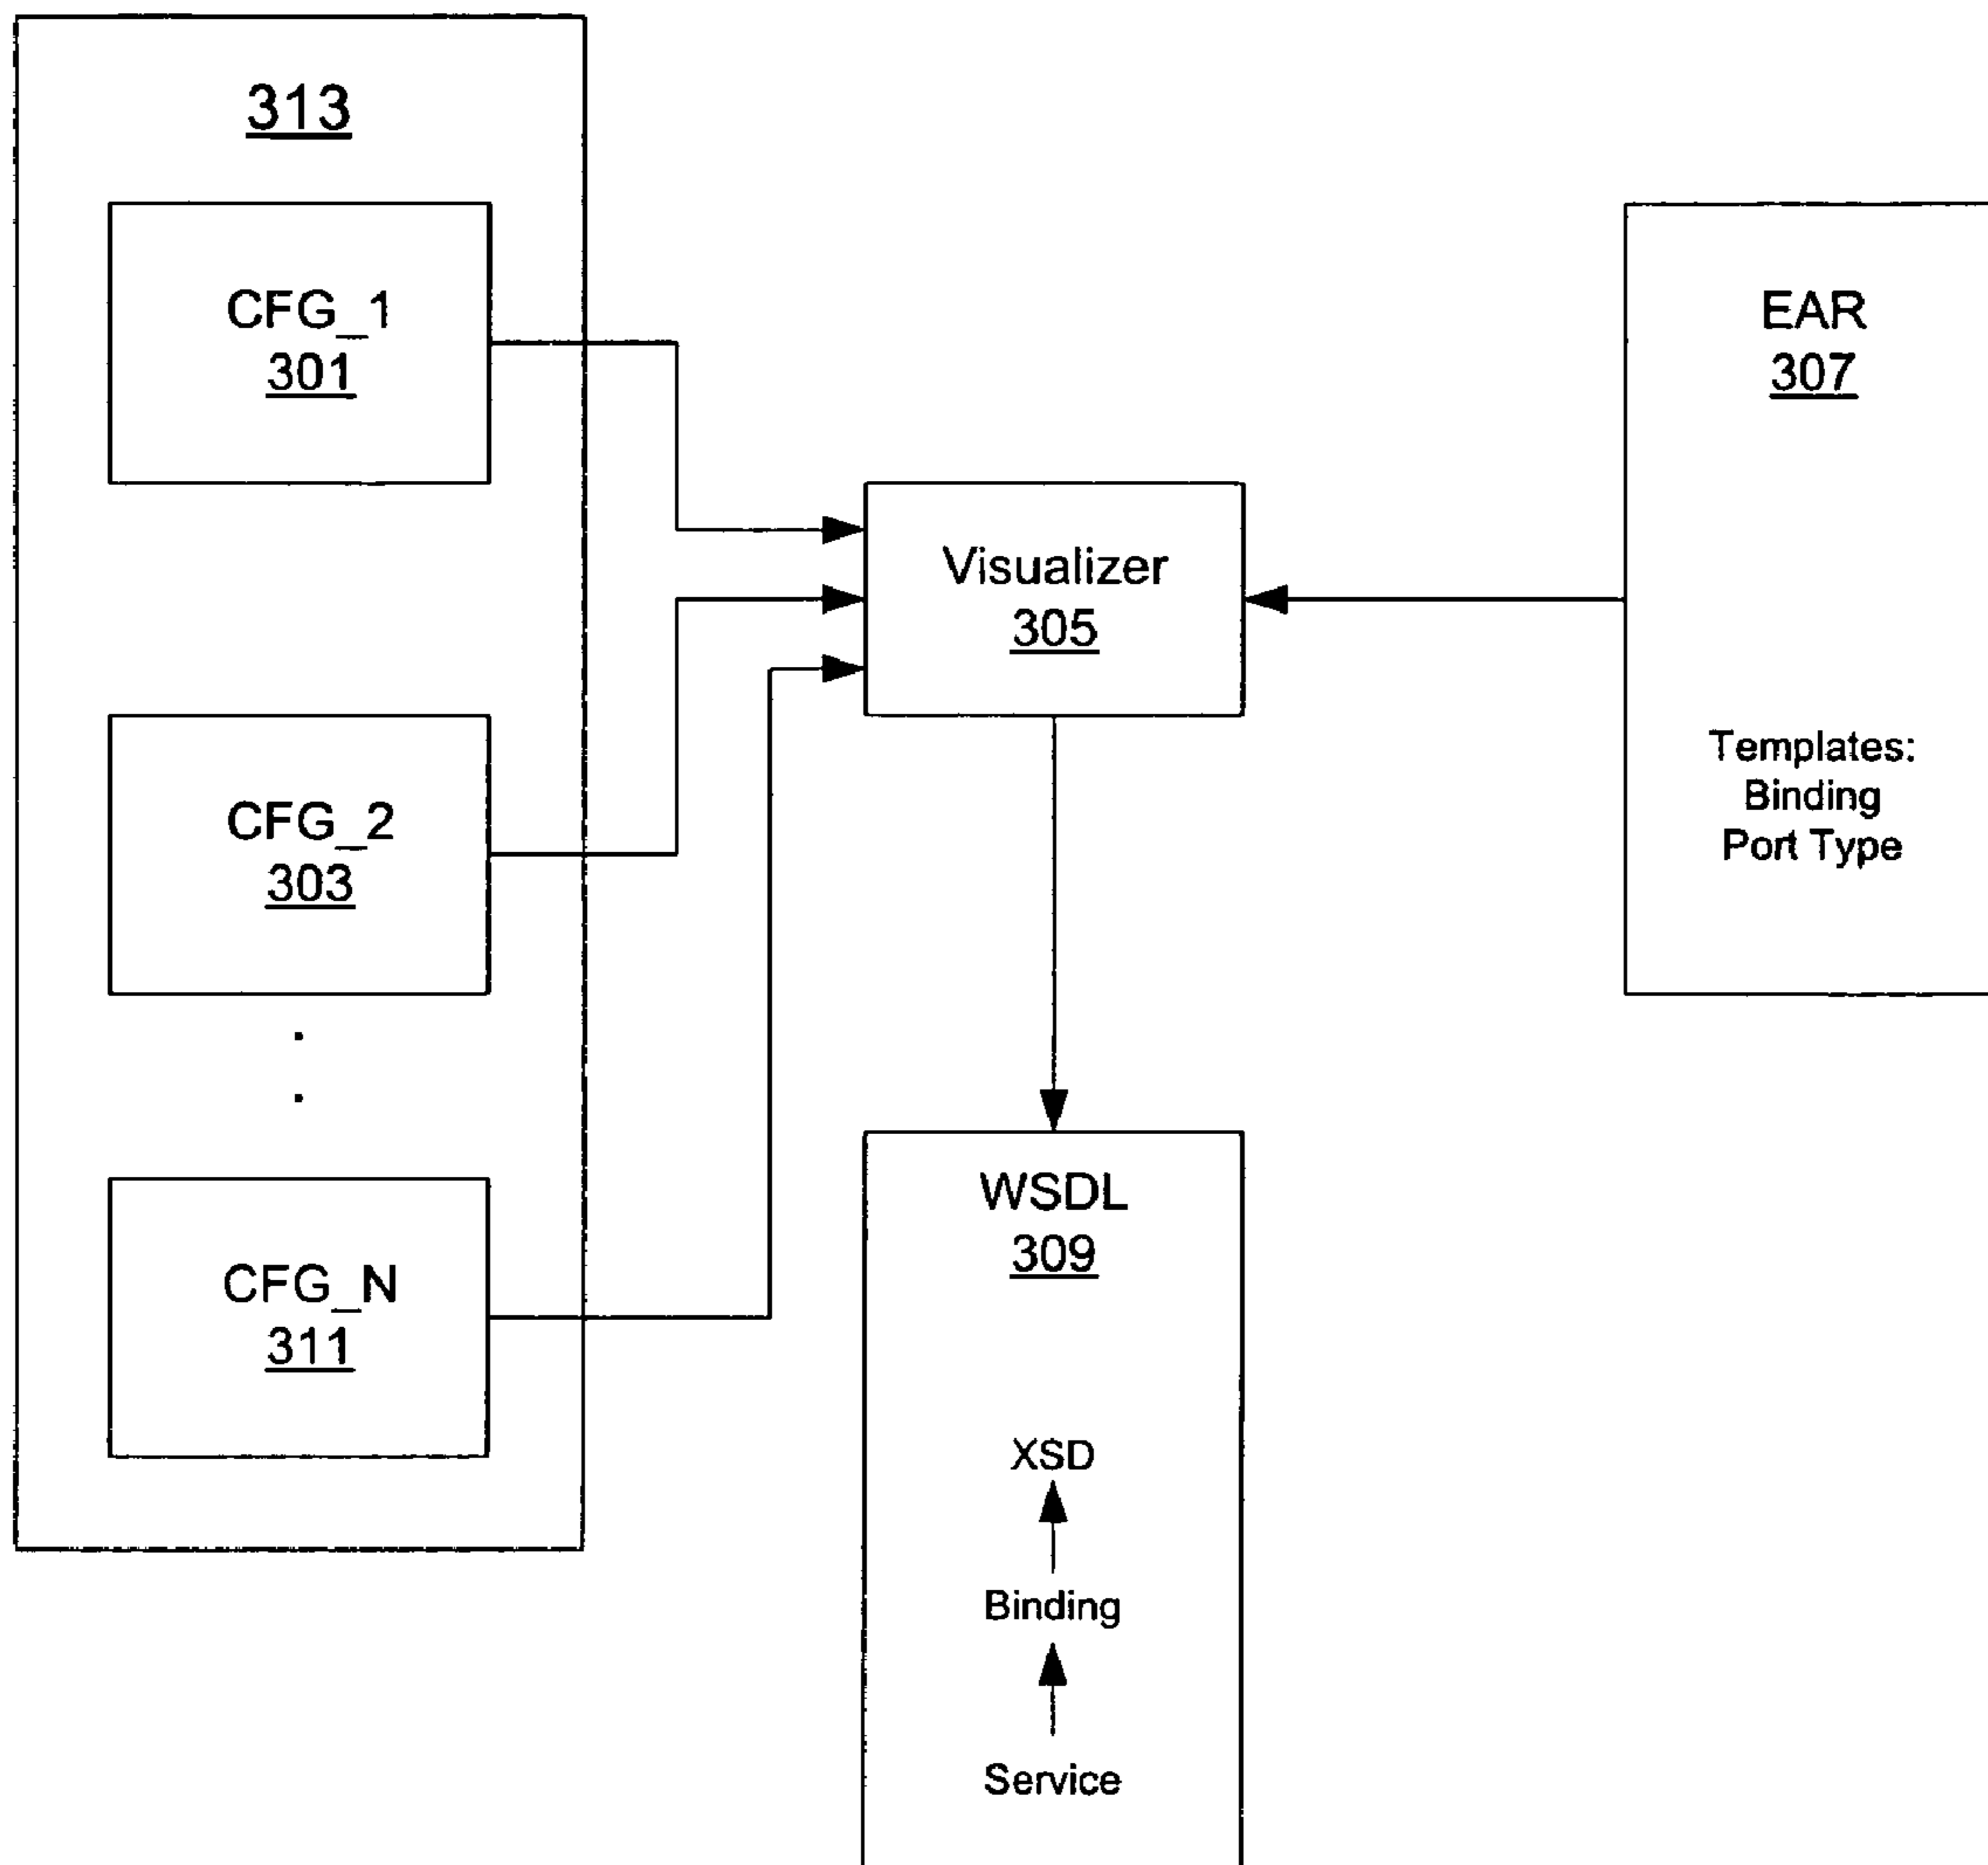 313
CFG_1
301
CFG_2
303
.
.
CFG_N
311
Visualizer
305
EAR
307
Templates:
Binding
Port Type
WSDL
309
XSD
Binding
Service